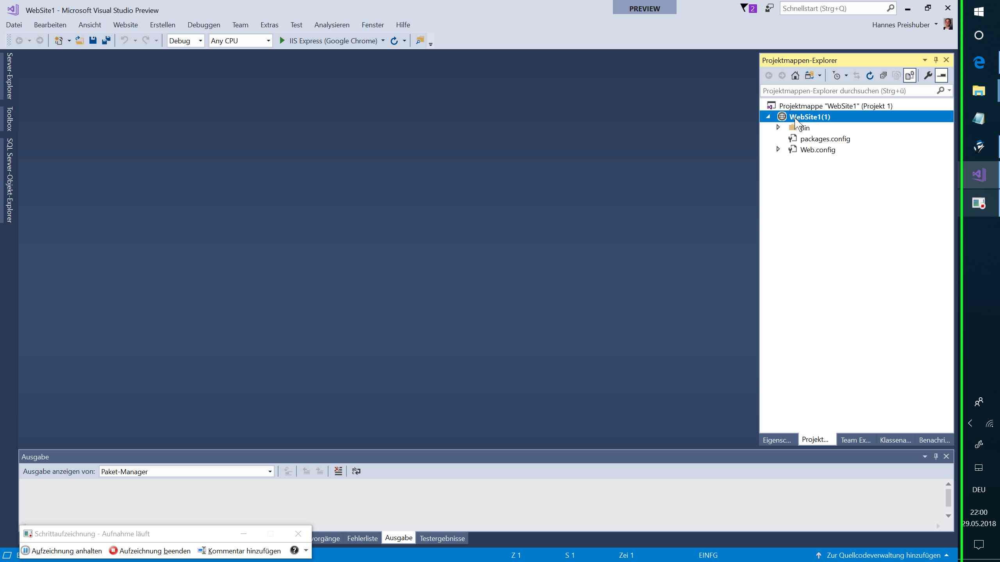 WebSite1 - Microsoft Visual Studio Preview
PREVIEW
2
Schnellstart (Strg+Q)
Datei Bearbeiten Ansicht Website Erstellen Debuggen Team Extras Test Analysieren Fenster Hilfe
Hannes Preishuber
Debug Any CPU IIS Express (Google Chrome)
Server-Explorer
Toolbox
SQL Server-Objekt-Explorer
Projektmappen-Explorer
Projektmappen-Explorer durchsuchen (Strg+ü)
Projektmappe "WebSite1" (Projekt 1)
WebSite1(1)
Bin
packages.config
Web.config
Eigensc... Projekt... Team Ex... Klassena... Benachri...
Ausgabe
Ausgabe anzeigen von: Paket-Manager
Schrittaufzeichnung - Aufnahme läuft
Aufzeichnung anhalten Aufzeichnung beenden Kommentar hinzufügen
vorgänge Fehlerliste Ausgabe Testergebnisse
Z 1 S 1 Zei 1 EINFG Zur Quellcodeverwaltung hinzufügen
DEU
22:00
29.05.2018